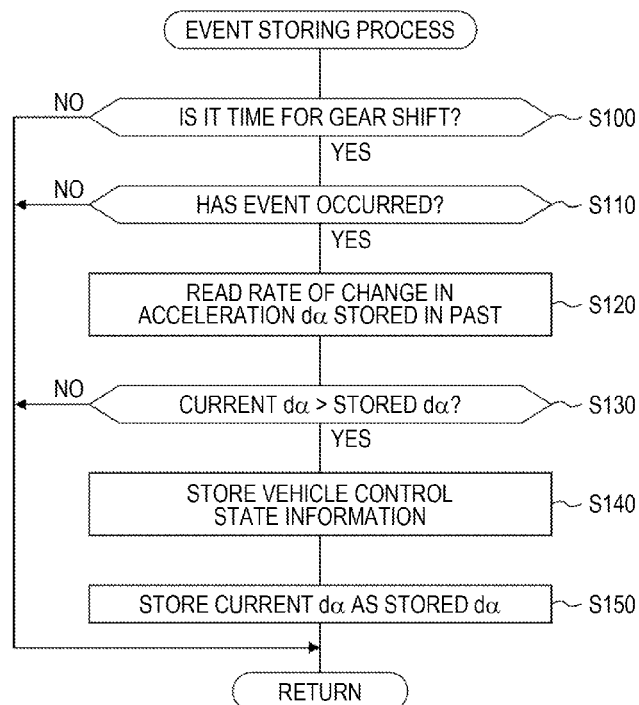 EVENT STORING PROCESS
NO
IS IT TIME FOR GEAR SHIFT?
S100
YES
NO
HAS EVENT OCCURRED?
S110
YES
READ RATE OF CHANGE IN
ACCELERATION dα STORED IN PAST
S120
NO
CURRENT dα > STORED dα?
S130
YES
STORE VEHICLE CONTROL
STATE INFORMATION
S140
STORE CURRENT dα AS STORED dα
S150
RETURN